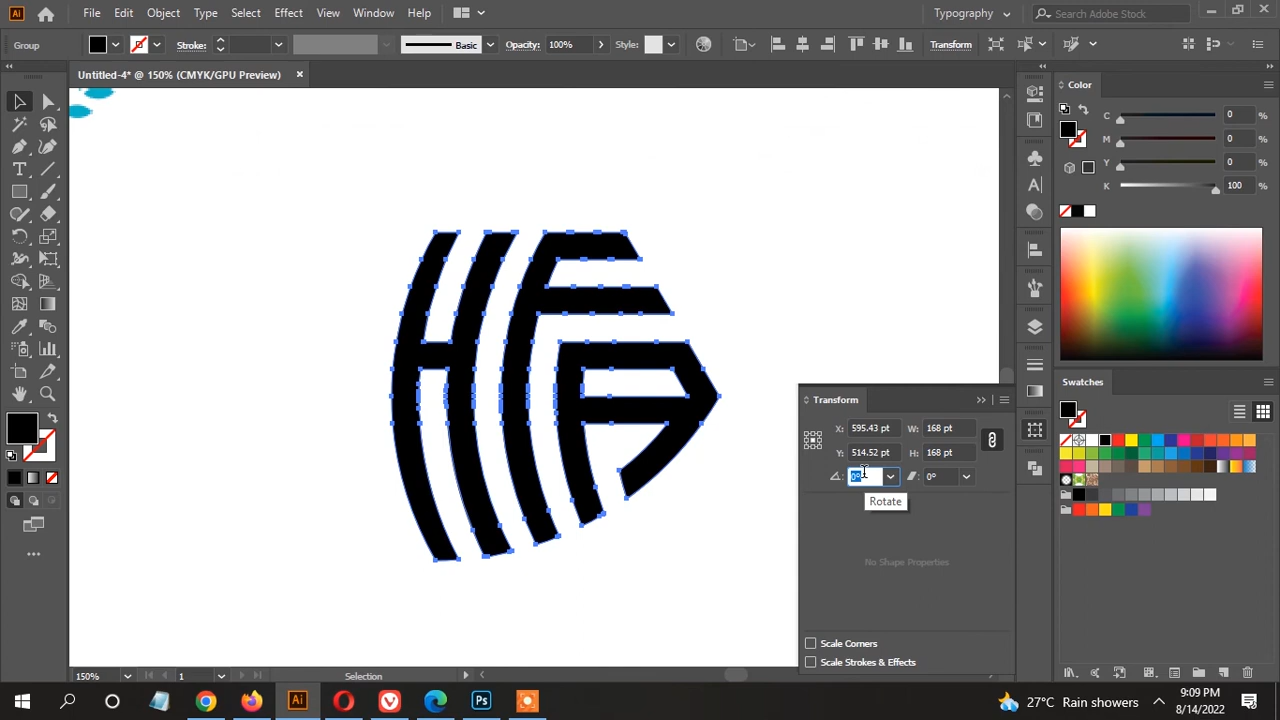 File Edit Object Type Select Effect View Window Help
Typography
Search Adobe Stock
Group
Stroke:
Basic
Opacity: 100%
Style:
Transform
Untitled-4* @ 150% (CMYK/GPU Preview)
Color
C 0 %
M 0 %
Y 0 %
K 100 %
HFA
Transform
X: 595.43 pt W: 168 pt
Y: 514.52 pt H: 168 pt
0° 0°
Rotate
No Shape Properties
Scale Corners
Scale Strokes & Effects
Swatches
150% 1 Selection
Ai Ps
27°C Rain showers
9:09 PM
8/14/2022